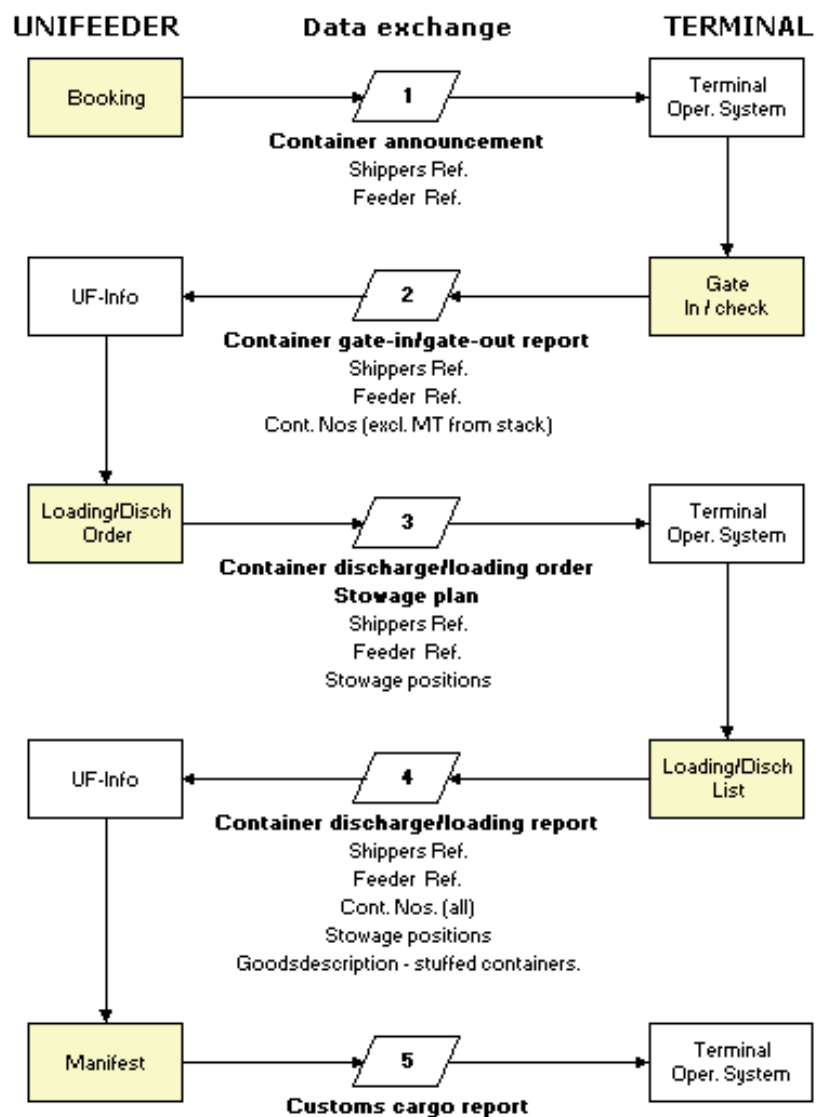 UNIFEEDER Data exchange TERMINAL
Booking
1
Terminal
Oper. System
Container announcement
Shippers Ref.
Feeder Ref.
UF-Info
2
Gate
In / check
Container gate-in/gate-out report
Shippers Ref.
Feeder Ref.
Cont. Nos (excl. MT from stack)
Loading/Disch
Order
3
Terminal
Oper. System
Container discharge/loading order
Stowage plan
Shippers Ref.
Feeder Ref.
Stowage positions
UF-Info
4
Loading/Disch
List
Container discharge/loading report
Shippers Ref.
Feeder Ref.
Cont. Nos. (all)
Stowage positions
Goodsdescription - stuffed containers.
Manifest
5
Terminal
Oper. System
Customs cargo report